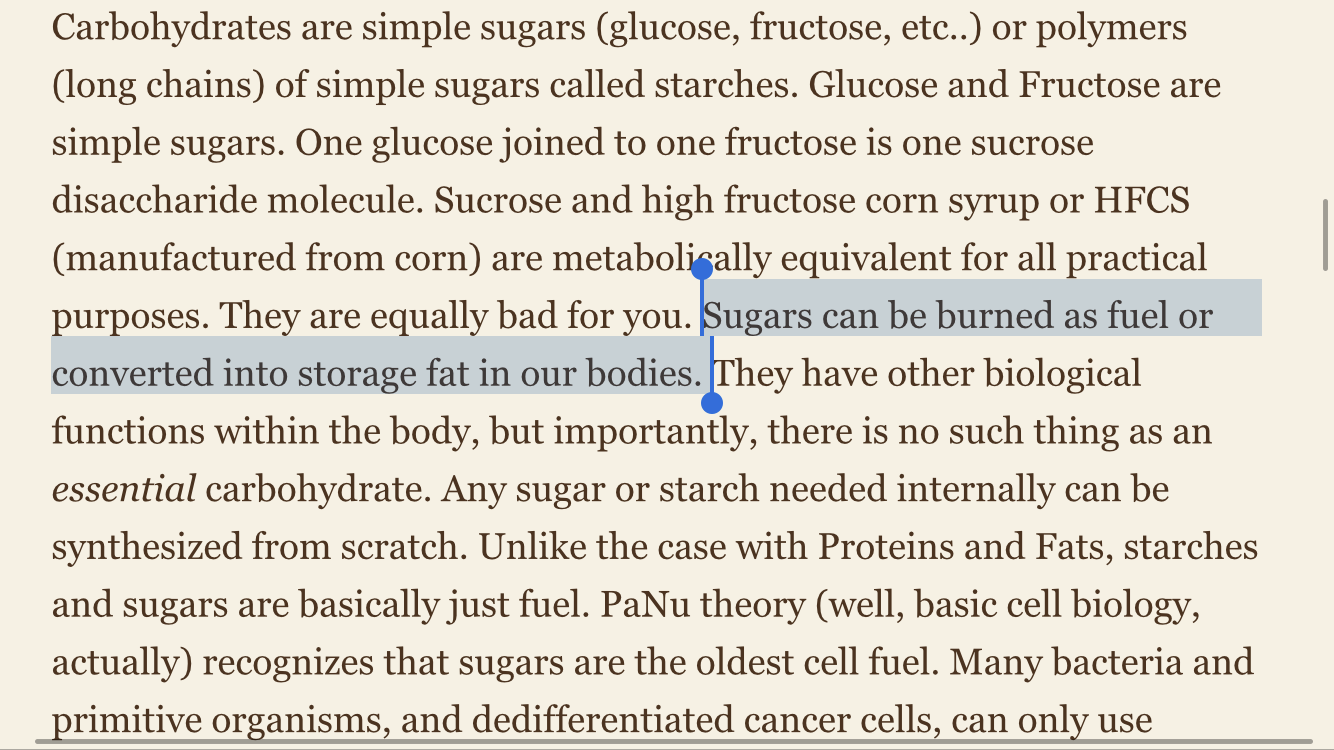 Carbohydrates are simple sugars (glucose, fructose, etc..) or polymers
(long chains) of simple sugars called starches. Glucose and Fructose are
simple sugars. One glucose joined to one fructose is one sucrose
disaccharide molecule. Sucrose and high fructose corn syrup or HFCS
(manufactured from corn) are metabolically equivalent for all practical
purposes. They are equally bad for you. Sugars can be burned as fuel or
converted into storage fat in our bodies. They have other biological
functions within the body, but importantly, there is no such thing as an
essential carbohydrate. Any sugar or starch needed internally can be
synthesized from scratch. Unlike the case with Proteins and Fats, starches
and sugars are basically just fuel. PaNu theory (well, basic cell biology,
actually) recognizes that sugars are the oldest cell fuel. Many bacteria and
primitive organisms, and dedifferentiated cancer cells, can only use